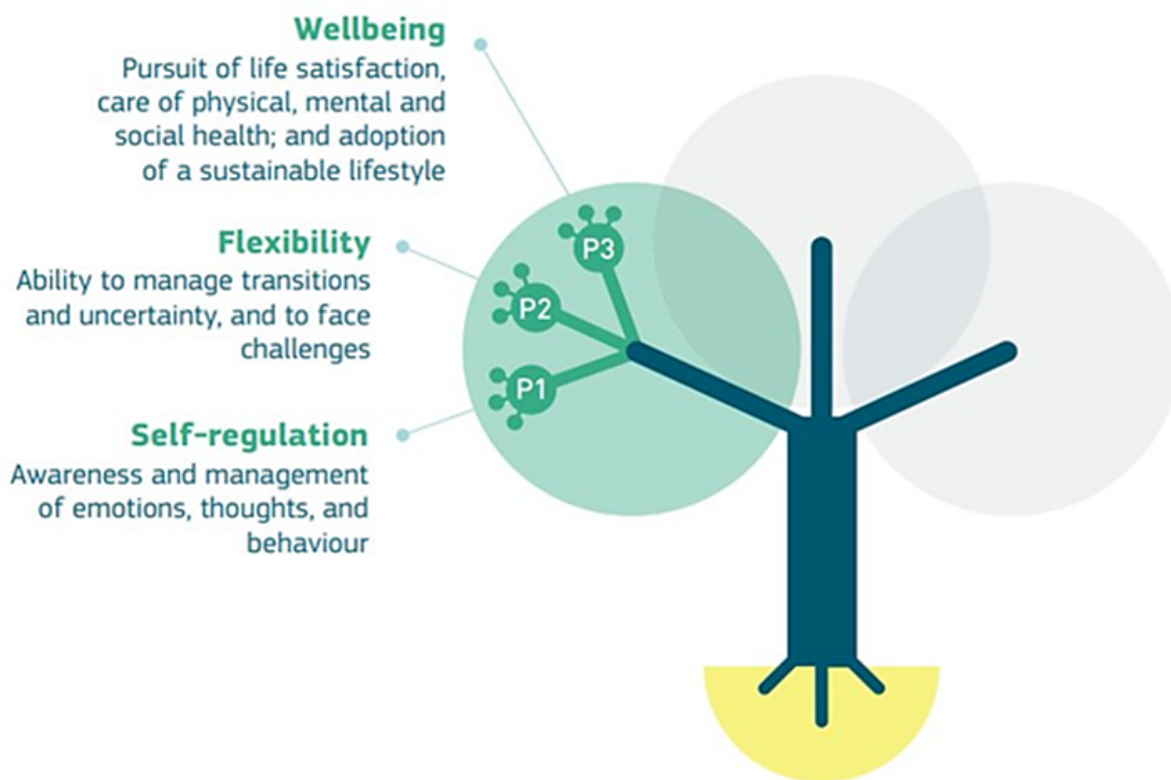 Wellbeing
Pursuit of life satisfaction,
care of physical, mental and
social health; and adoption
of a sustainable lifestyle
P3
Flexibility
Ability to manage transitions
and uncertainty, and to face
challenges
P2
Self-regulation
Awareness and management
of emotions, thoughts, and
behaviour
P1